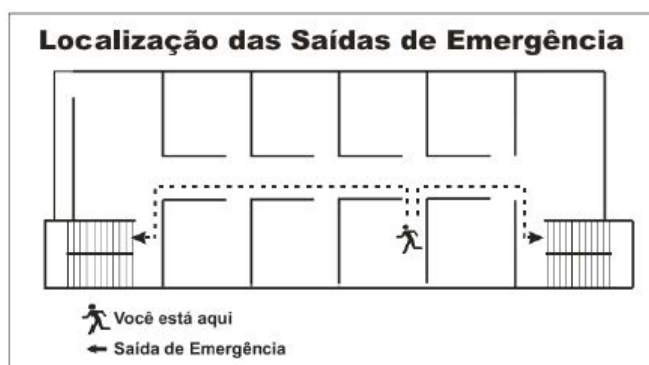 Localização das Saídas de Emergência
Você está aqui
Saída de Emergência